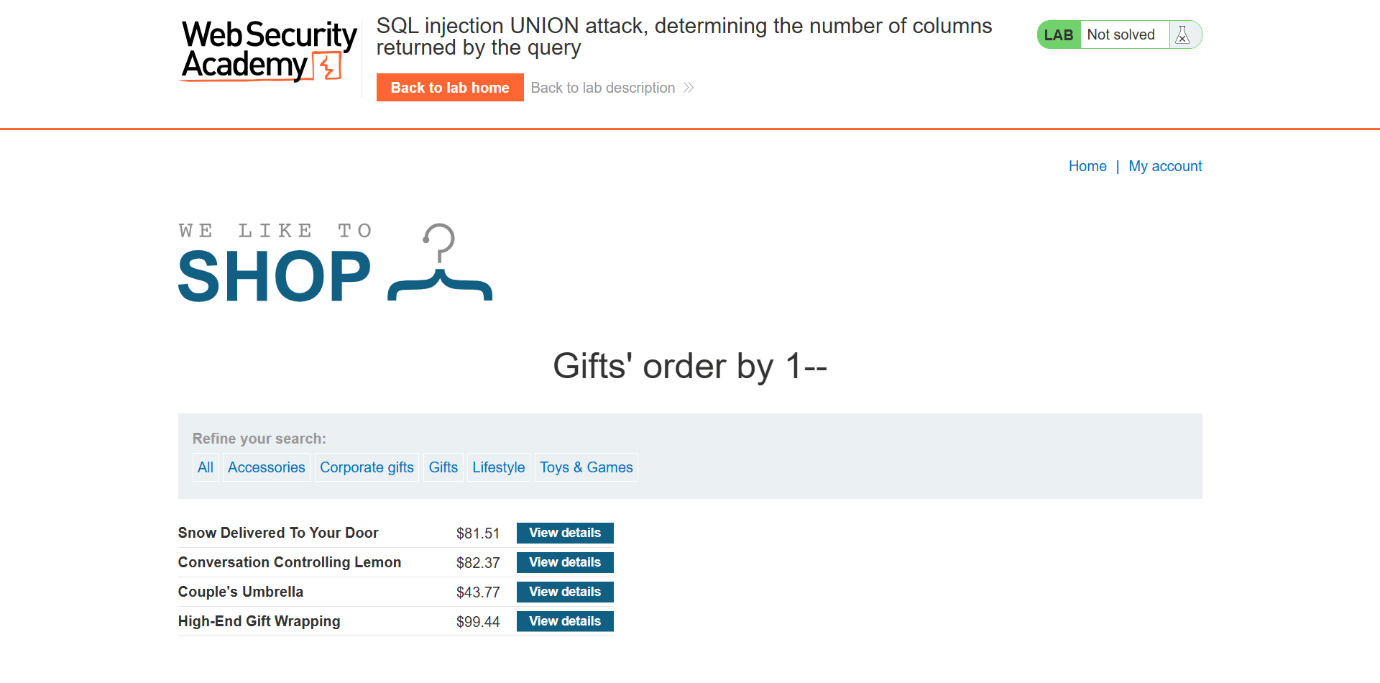 Web Security
Academy
SQL injection UNION attack, determining the number of columns
returned by the query
Back to lab home
Back to lab description
LAB Not solved
Home | My account
WE LIKE TO
SHOP
Gifts' order by 1--
Refine your search:
All Accessories Corporate gifts Gifts Lifestyle Toys & Games
Snow Delivered To Your Door $81.51 View details
Conversation Controlling Lemon $82.37 View details
Couple's Umbrella $43.77 View details
High-End Gift Wrapping $99.44 View details